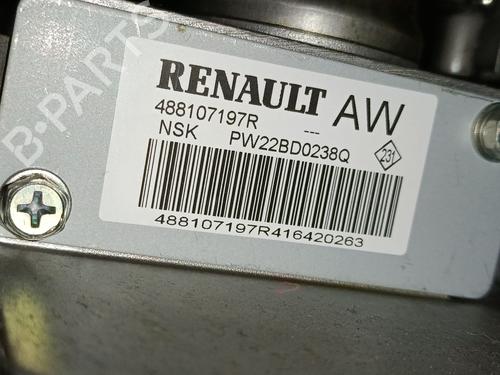 RENAULT AW
488107197R ---
NSK PW22BD0238Q 231
488107197R416420263
B-PARTS